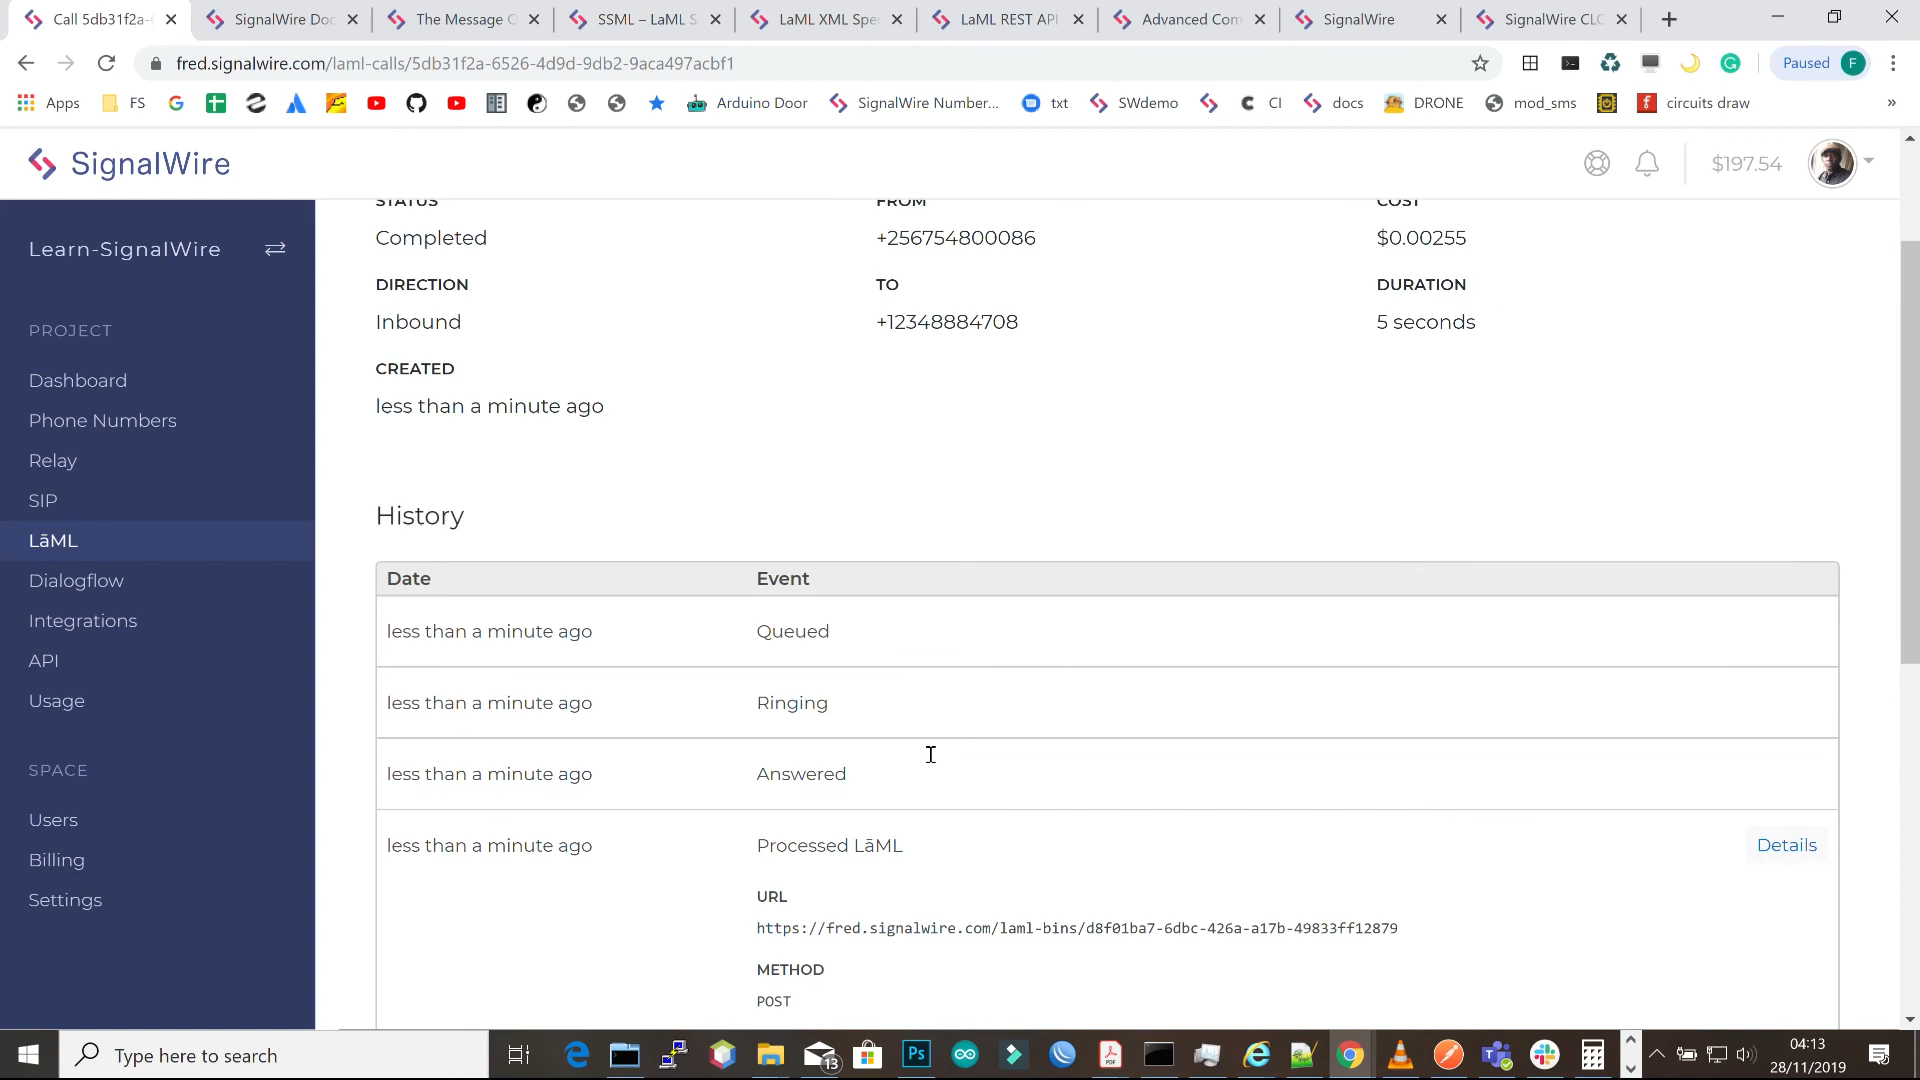 Call 5db31f2a-6
SignalWire Doc
The Message C
SSML – LaML S
LaML XML Spe
LaML REST API
Advanced Com
SignalWire
SignalWire CLC
fred.signalwire.com/laml-calls/5db31f2a-6526-4d9d-9db2-9aca497acbf1
Paused
F
Apps
FS
Arduino Door
SignalWire Number...
txt
SWdemo
CI
docs
DRONE
mod_sms
circuits draw
»
SignalWire
$197.54
Learn-SignalWire
PROJECT
Dashboard
Phone Numbers
Relay
SIP
LāML
Dialogflow
Integrations
API
Usage
SPACE
Users
Billing
Settings
STATUS
FROM
COST
Completed
+256754800086
$0.00255
DIRECTION
TO
DURATION
Inbound
+12348884708
5 seconds
CREATED
less than a minute ago
History
Date
Event
less than a minute ago
Queued
less than a minute ago
Ringing
less than a minute ago
Answered
less than a minute ago
Processed LāML
Details
URL
https://fred.signalwire.com/laml-bins/d8f01ba7-6dbc-426a-a17b-49833ff12879
METHOD
POST
Type here to search
13
Ps
04:13
28/11/2019